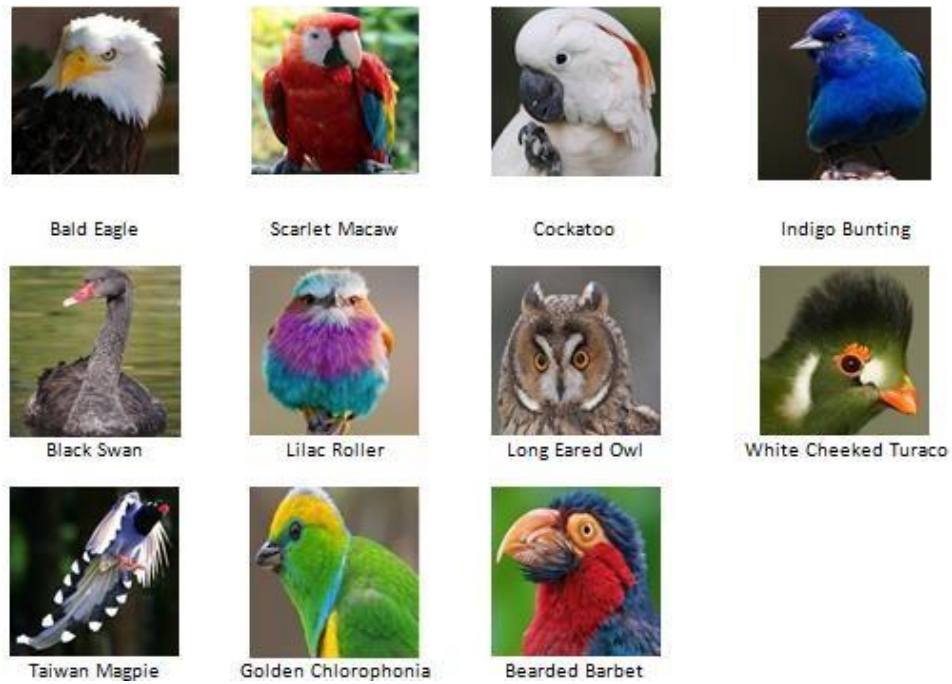 Bald Eagle
Scarlet Macaw
Cockatoo
Indigo Bunting
Black Swan
Lilac Roller
Long Eared Owl
White Cheeked Turaco
Taiwan Magpie
Golden Chlorophonia
Bearded Barbet